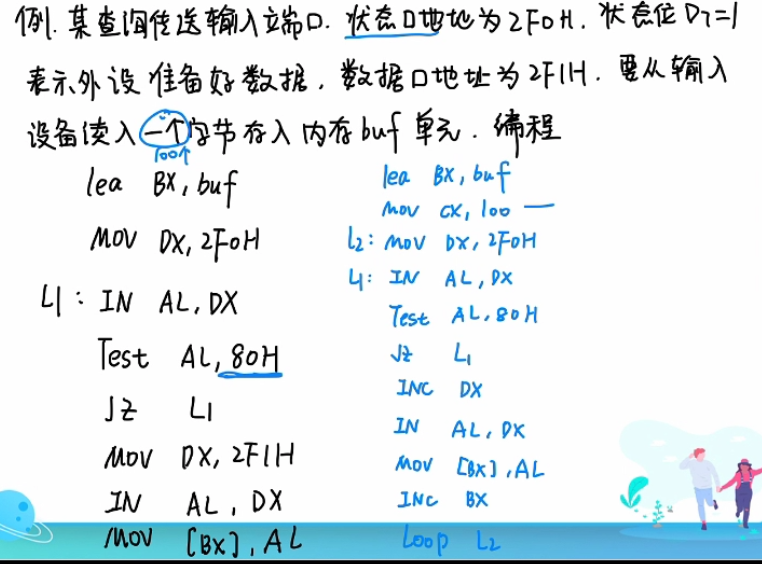 例. 某查询传送输入端口. 状态口地址为2F0H. 状态位D7=1
表示外设准备好数据, 数据口地址为2F1H. 要从输入
设备读入一个字节存入内存buf单元. 编程
100个
lea BX, buf
MOV DX, 2F0H
L1: IN AL, DX
Test AL, 80H
JZ L1
MOV DX, 2F1H
IN AL, DX
MOV [BX], AL
lea BX, buf
mov CX, 100
L2: mov DX, 2F0H
L1: IN AL, DX
Test AL, 80H
JZ L1
INC DX
IN AL, DX
MOV [BX], AL
INC BX
Loop L2